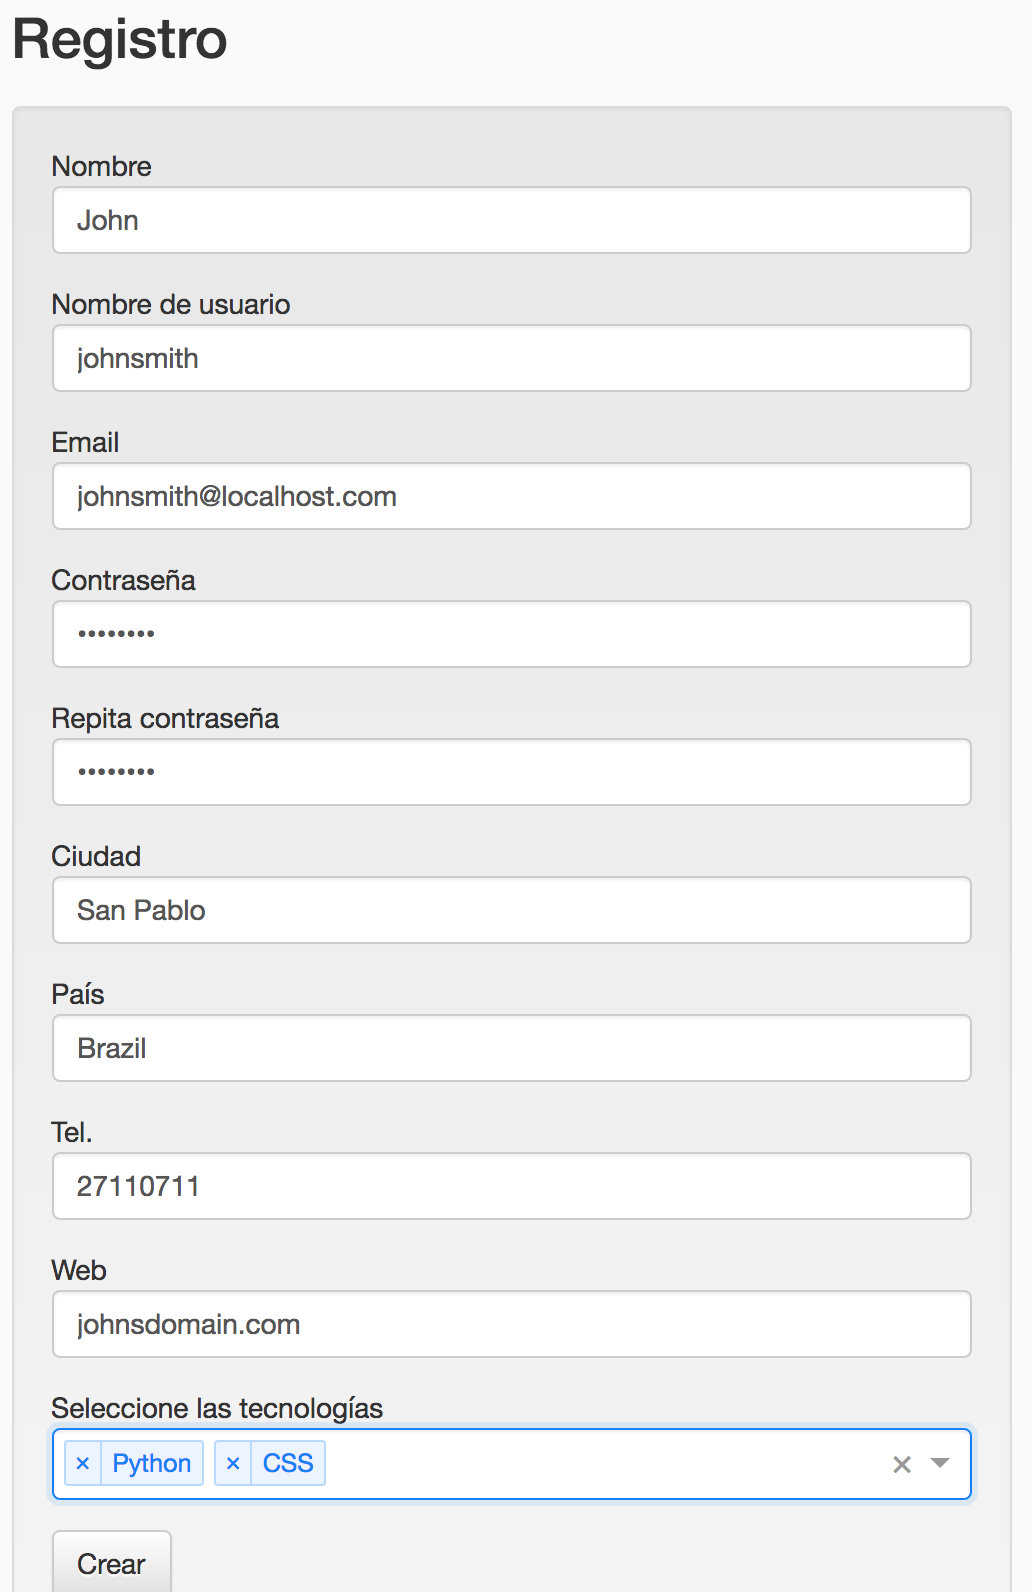 Registro
Nombre
John
Nombre de usuario
johnsmith
Email
johnsmith@localhost.com
Contraseña
••••••••
Repita contraseña
••••••••
Ciudad
San Pablo
País
Brazil
Tel.
27110711
Web
johnsdomain.com
Seleccione las tecnologías
× Python × CSS ×
Crear